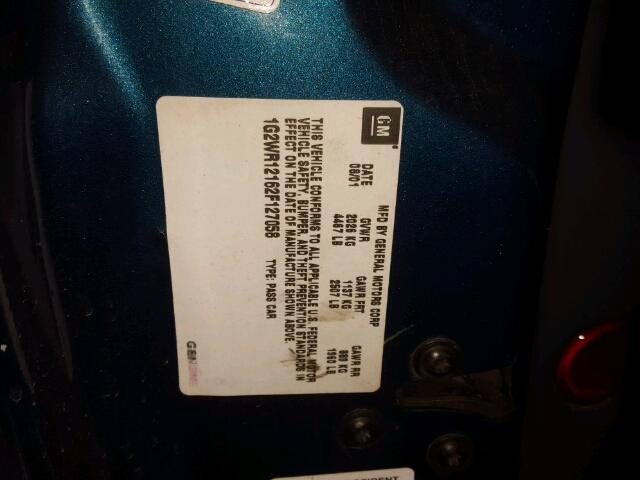 GM
MFD BY GENERAL MOTORS CORP
DATE GVWR GAWR FRT GAWR RR
08/01 2026 KG 1137 KG 889 KG
4467 LB 2507 LB 1960 LB
THIS VEHICLE CONFORMS TO ALL APPLICABLE U.S. FEDERAL MOTOR
VEHICLE SAFETY, BUMPER, AND THEFT PREVENTION STANDARDS IN
EFFECT ON THE DATE OF MANUFACTURE SHOWN ABOVE.
1G2WR12162F127058 TYPE: PASS CAR